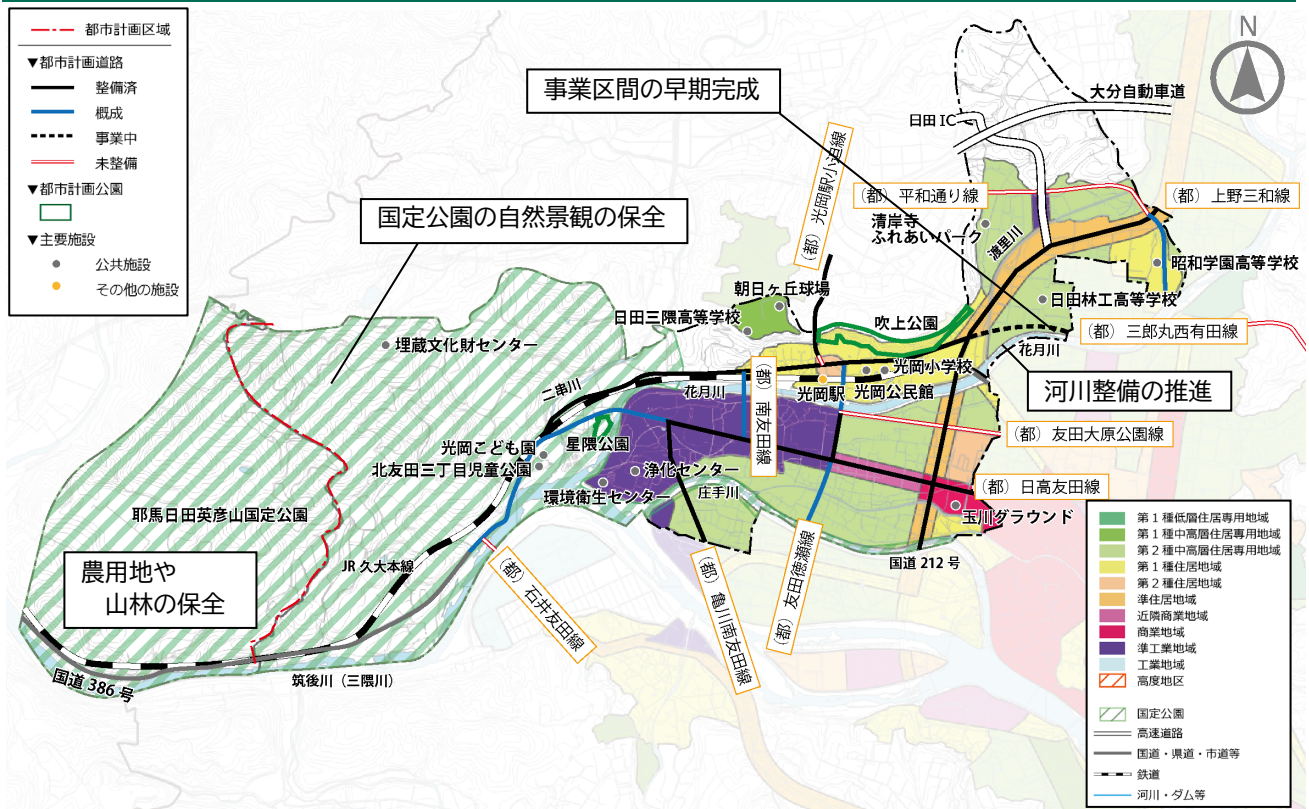 都市計画区域
▼都市計画道路
整備済
概成
事業中
未整備
▼都市計画公園
▼主要施設
公共施設
その他の施設
N
事業区間の早期完成
大分自動車道
日田IC
(都) 光岡駅小迫線
(都) 平和通り線
(都) 上野三和線
国定公園の自然景観の保全
清岸寺
ふれあいパーク
渡里川
昭和学園高等学校
朝日ヶ丘球場
日田林工高等学校
日田三隈高等学校
吹上公園
(都) 三郎丸西有田線
埋蔵文化財センター
花月川
光岡小学校
二串川
花月川
(都) 南友田線
光岡駅
光岡公民館
河川整備の推進
星隈公園
(都) 友田大原公園線
光岡こども園
北友田三丁目児童公園
浄化センター
環境衛生センター
庄手川
(都) 日高友田線
玉川グラウンド
耶馬日田英彦山国定公園
国道212号
JR久大本線
農用地や
山林の保全
(都) 石井友田線
(都) 亀川南友田線
(都) 友田徳瀬線
国道386号
筑後川(三隈川)
第1種低層住居専用地域
第1種中高層住居専用地域
第2種中高層住居専用地域
第1種住居地域
第2種住居地域
準住居地域
近隣商業地域
商業地域
準工業地域
工業地域
高度地区
国定公園
高速道路
国道・県道・市道等
鉄道
河川・ダム等